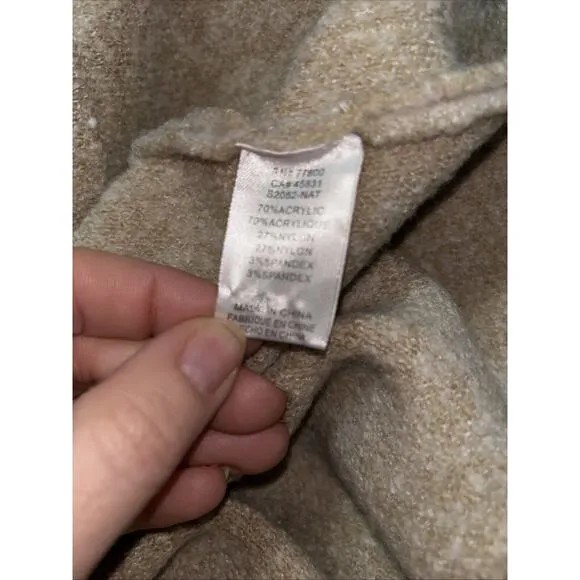 RN# 77800
CA#45831
S2082-NAT
70%ACRYLIC
70%ACRYLIQUE
27%NYLON
27%NYLON
3%SPANDEX
3%SPANDEX
MADE IN CHINA
FABRIQUE EN CHINE
ECHO EN CHINA